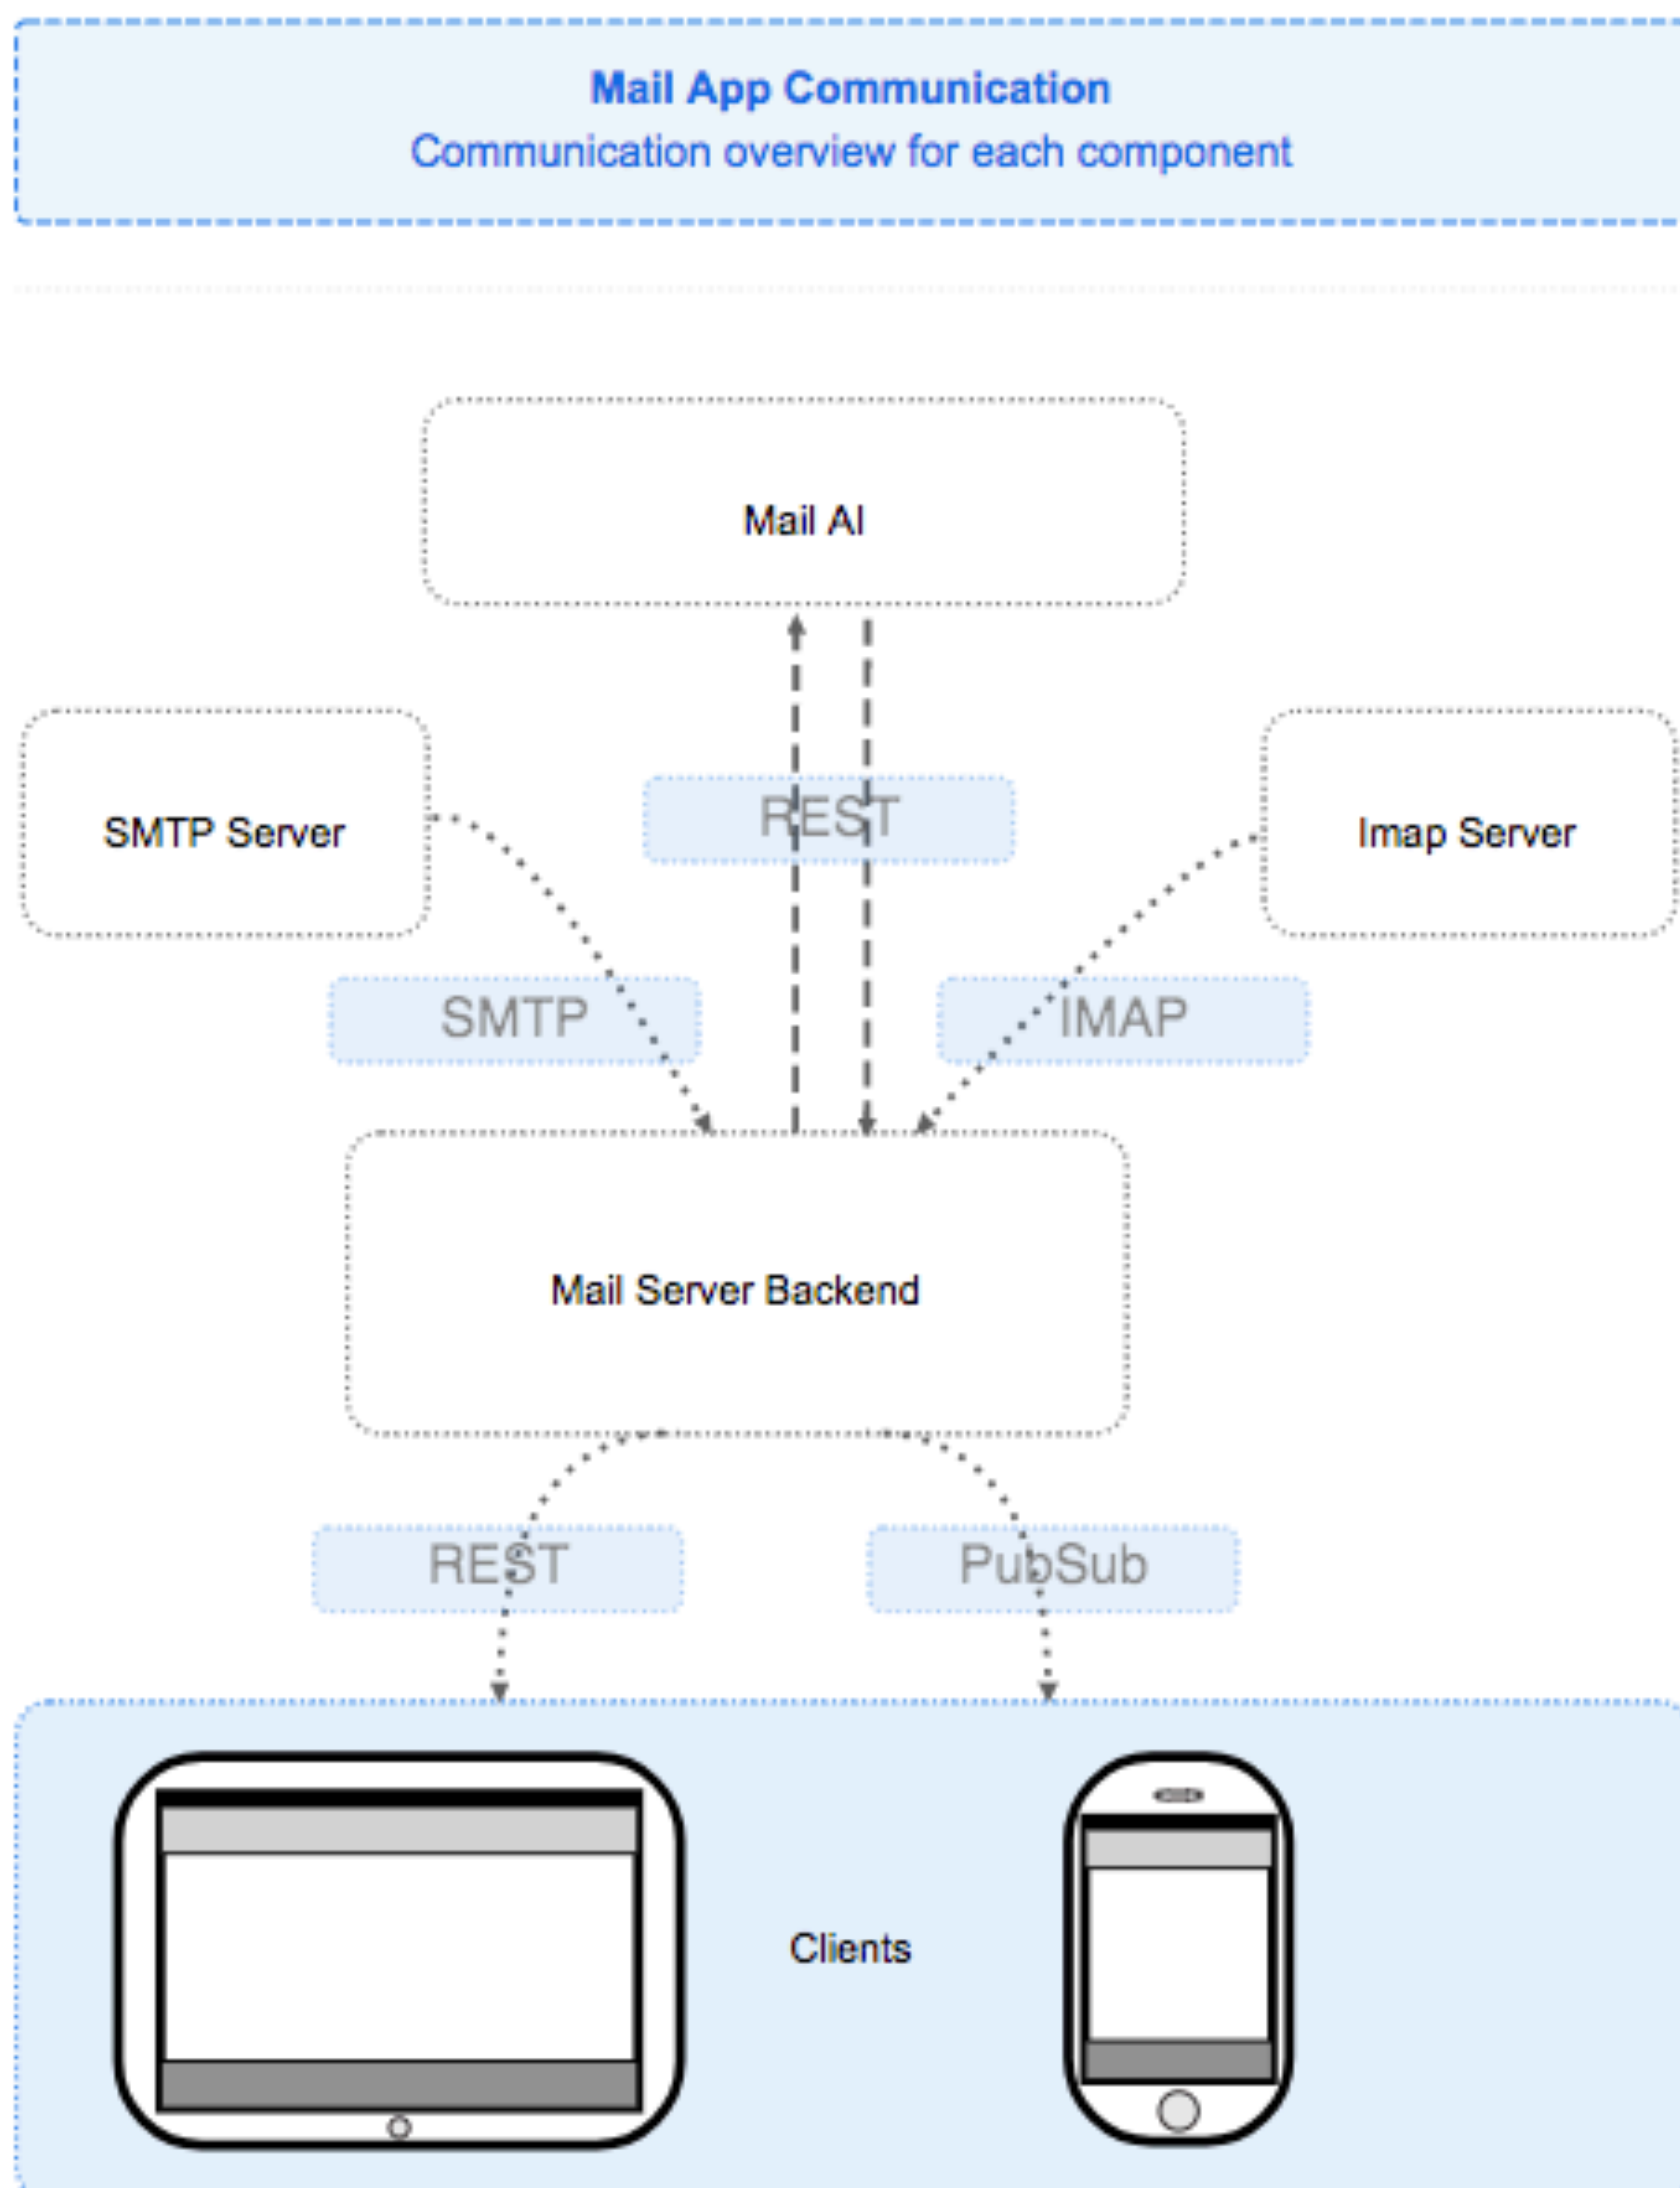 Mail App Communication
Communication overview for each component
Mail AI
SMTP Server
REST
Imap Server
SMTP
IMAP
Mail Server Backend
REST
PubSub
Clients